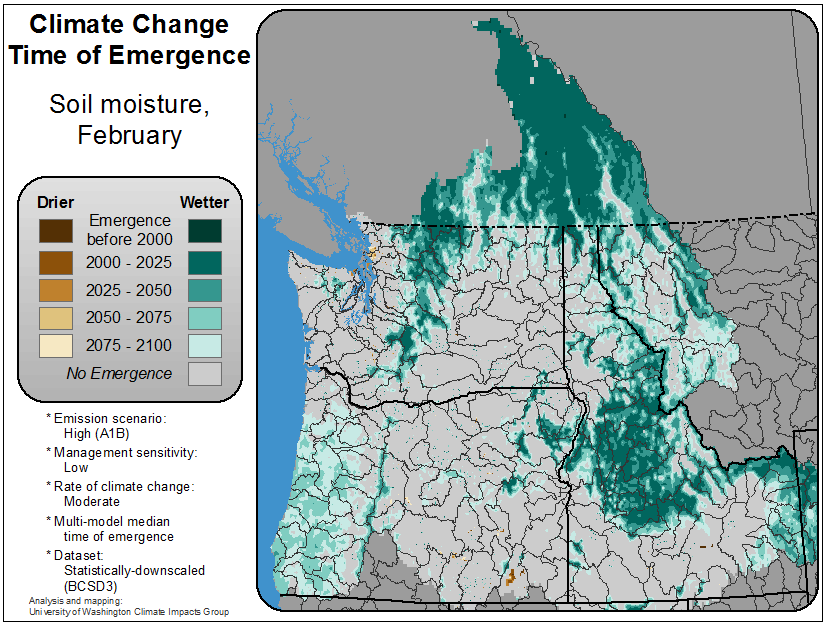 Climate Change
Time of Emergence
Soil moisture,
February
Drier
Wetter
Emergence
before 2000
2000 - 2025
2025 - 2050
2050 - 2075
2075 - 2100
No Emergence
* Emission scenario:
High (A1B)
* Management sensitivity:
Low
* Rate of climate change:
Moderate
* Multi-model median
time of emergence
* Dataset:
Statistically-downscaled
(BCSD3)
Analysis and mapping:
University of Washington Climate Impacts Group